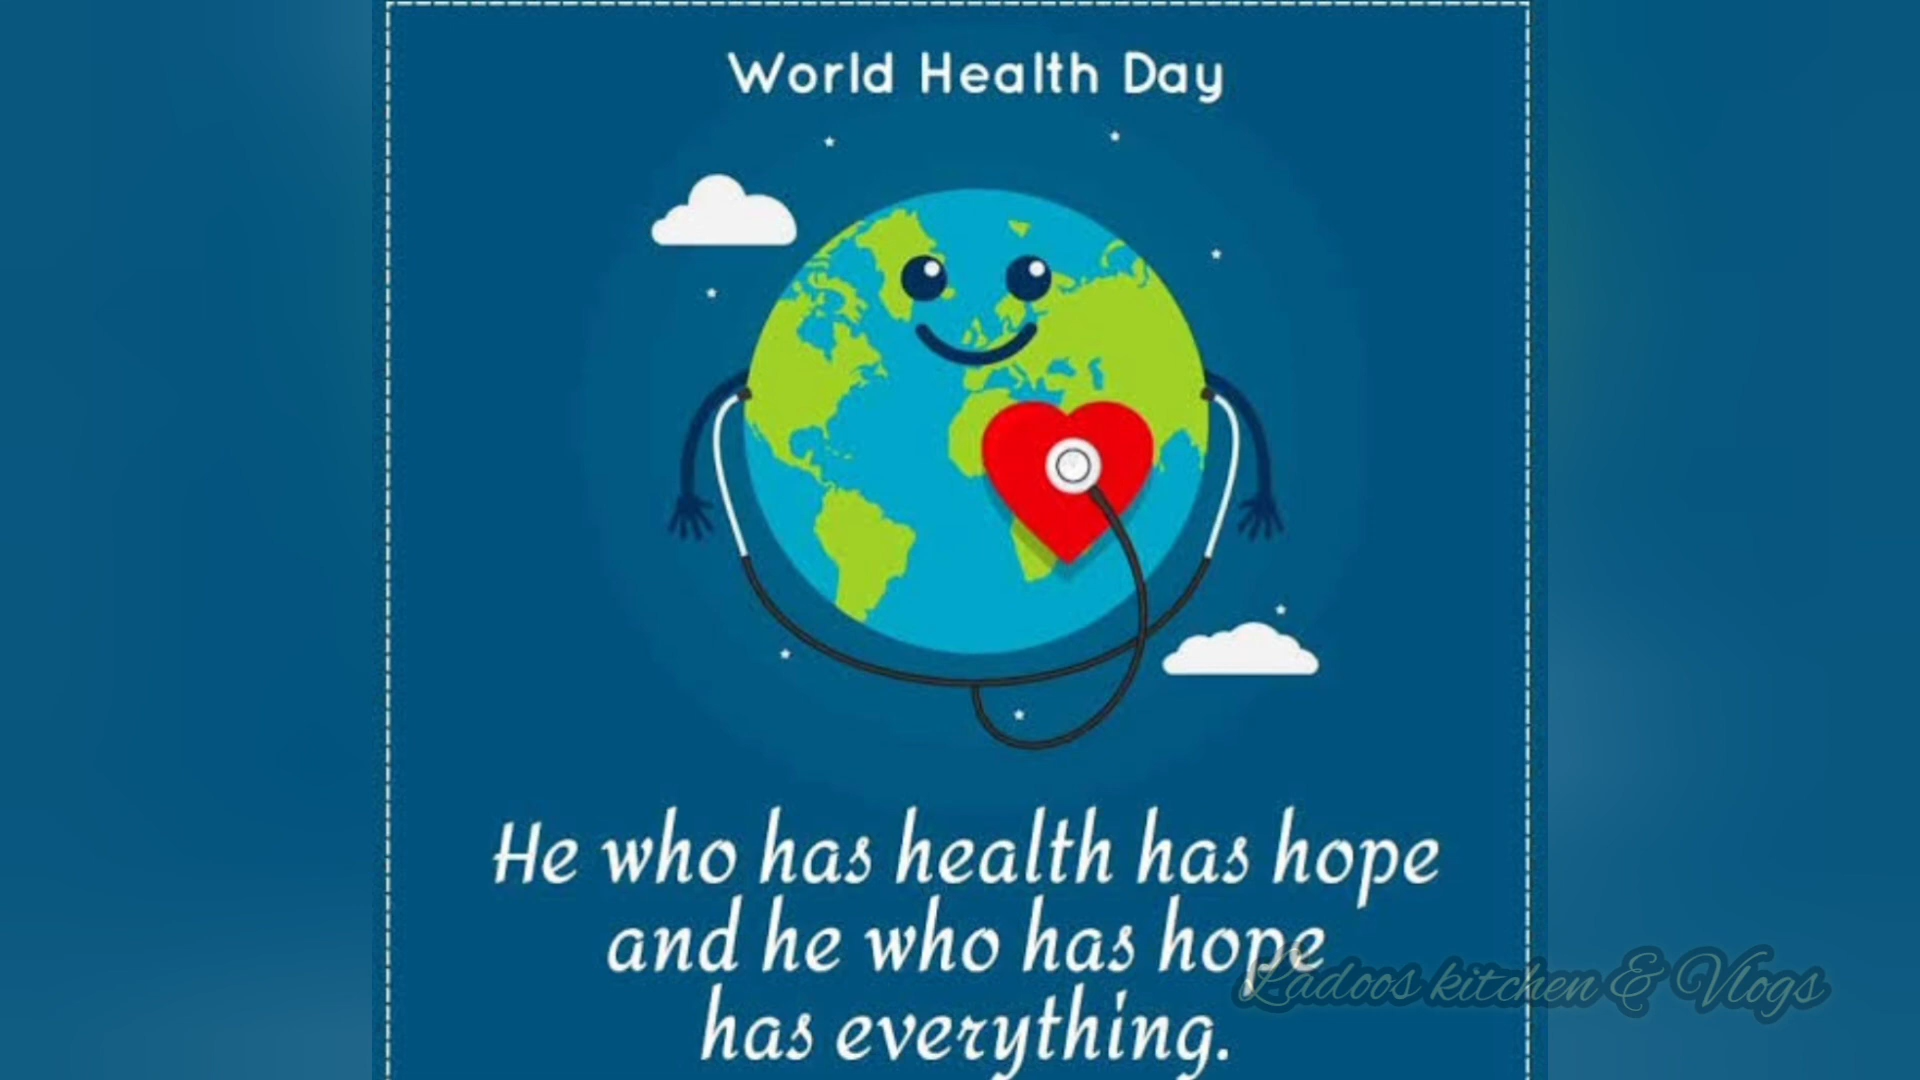 World Health Day
He who has health has hope
and he who has hope
has everything.
Ladoos kitchen & Vlogs